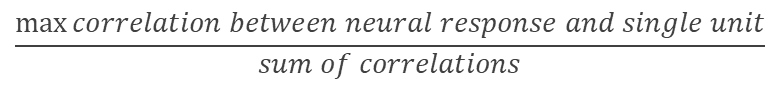 max correlation between neural response and single unit
sum of correlations